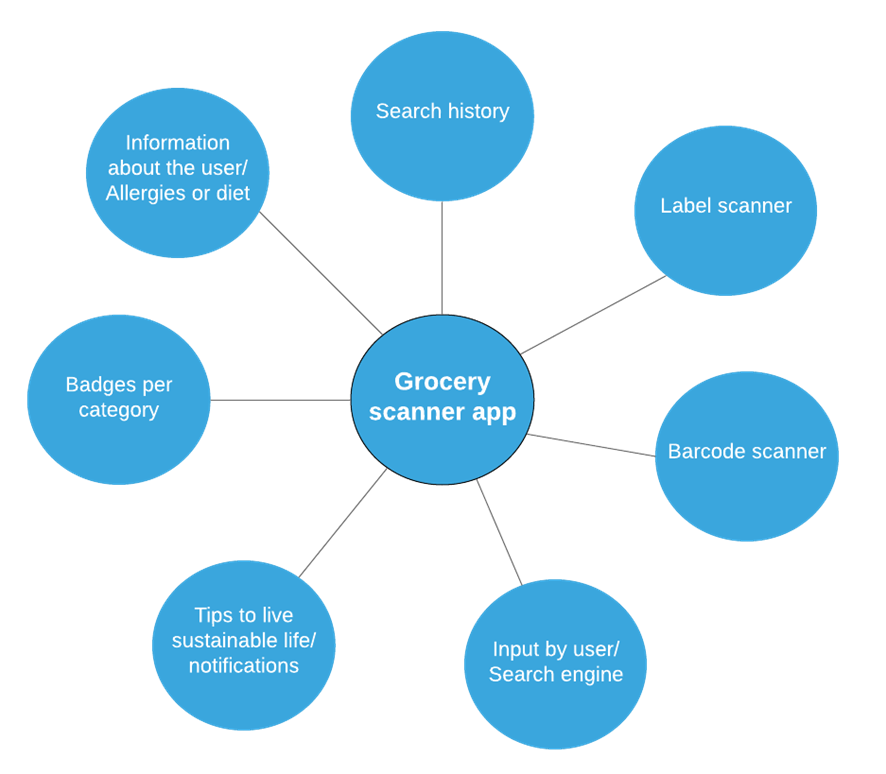 Search history
Information
about the user/
Allergies or diet
Label scanner
Badges per
category
Grocery
scanner app
Barcode scanner
Tips to live
sustainable life/
notifications
Input by user/
Search engine